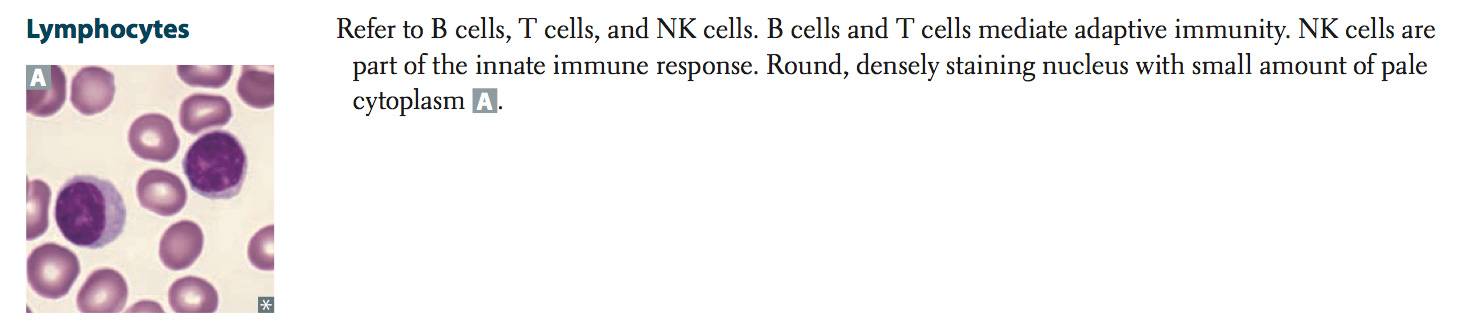 Lymphocytes
Refer to B cells, T cells, and NK cells. B cells and T cells mediate adaptive immunity. NK cells are
part of the innate immune response. Round, densely staining nucleus with small amount of pale
cytoplasm A.
A
*